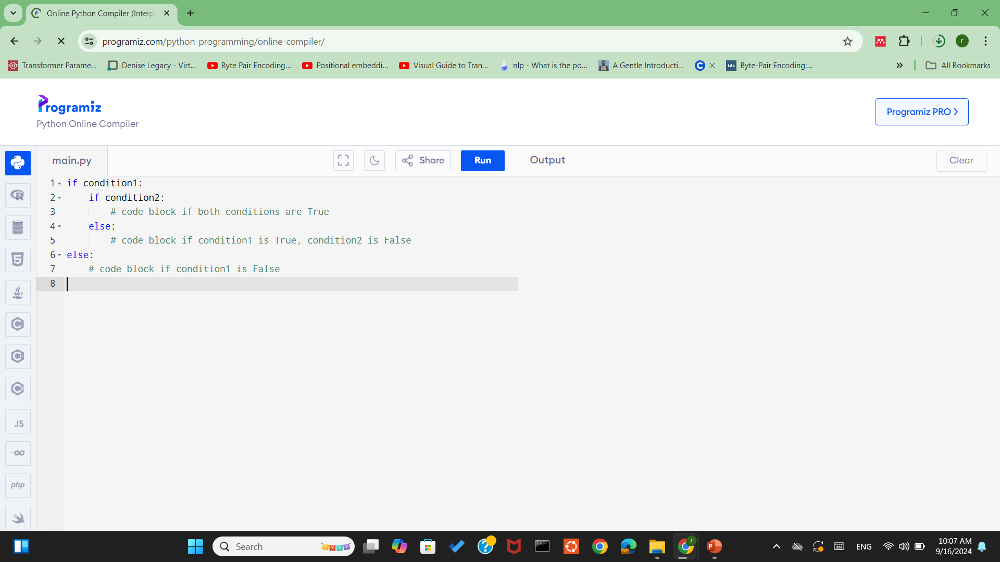 Online Python Compiler (Interp
programiz.com/python-programming/online-compiler/
r
Transformer Parame...
Denise Legacy - Virt...
Byte Pair Encoding...
Positional embeddi...
Visual Guide to Tran...
nlp - What is the po...
A Gentle Introducti...
tds
Byte-Pair Encoding:...
All Bookmarks
Programiz
Python Online Compiler
Programiz PRO
main.py
Share
Run
Output
Clear
1 if condition1:
2 if condition2:
3 # code block if both conditions are True
4 else:
5 # code block if condition1 is True, condition2 is False
6 else:
7 # code block if condition1 is False
8
R
5
C
JS
GO
php
Search
ENG
10:07 AM
9/16/2024